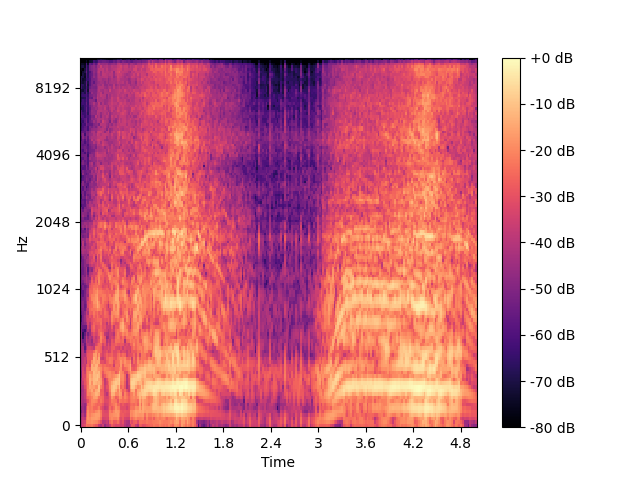 8192
4096
2048
1024
512
0
Hz
0 0.6 1.2 1.8 2.4 3 3.6 4.2 4.8
Time
+0 dB
-10 dB
-20 dB
-30 dB
-40 dB
-50 dB
-60 dB
-70 dB
-80 dB